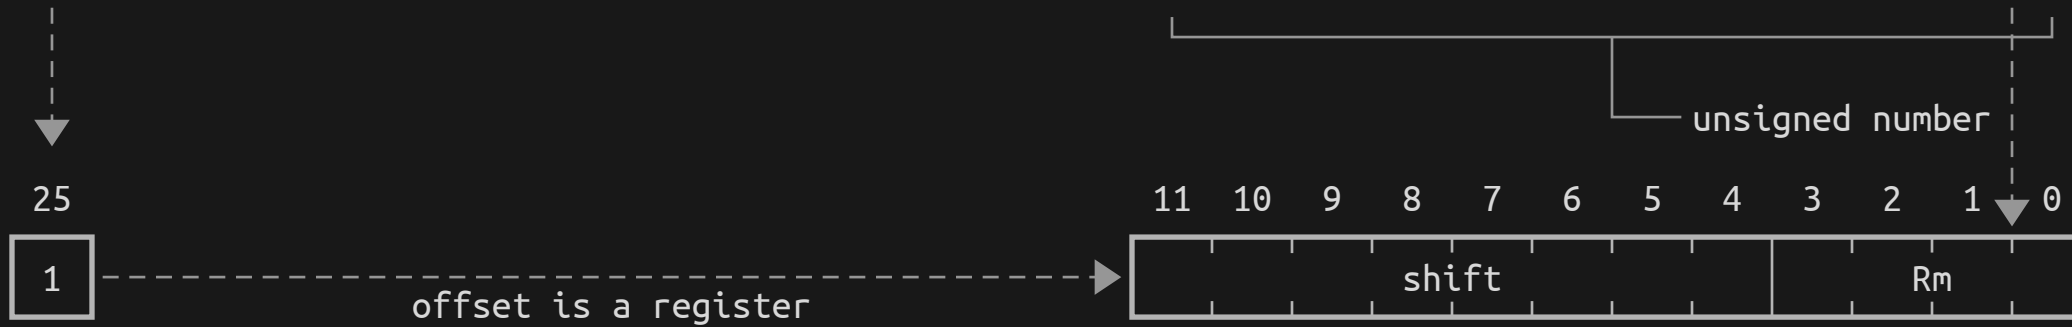 unsigned number
25 11 10 9 8 7 6 5 4 3 2 1 0
1 shift Rm
offset is a register